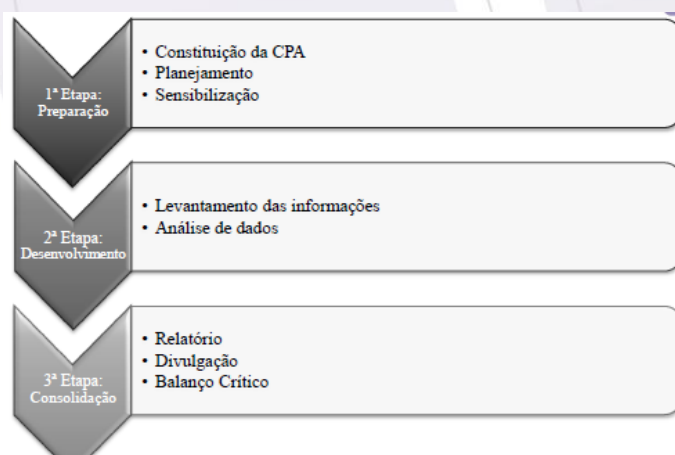 1ª Etapa:
Preparação
• Constituição da CPA
• Planejamento
• Sensibilização
2ª Etapa:
Desenvolvimento
• Levantamento das informações
• Análise de dados
3ª Etapa:
Consolidação
• Relatório
• Divulgação
• Balanço Crítico